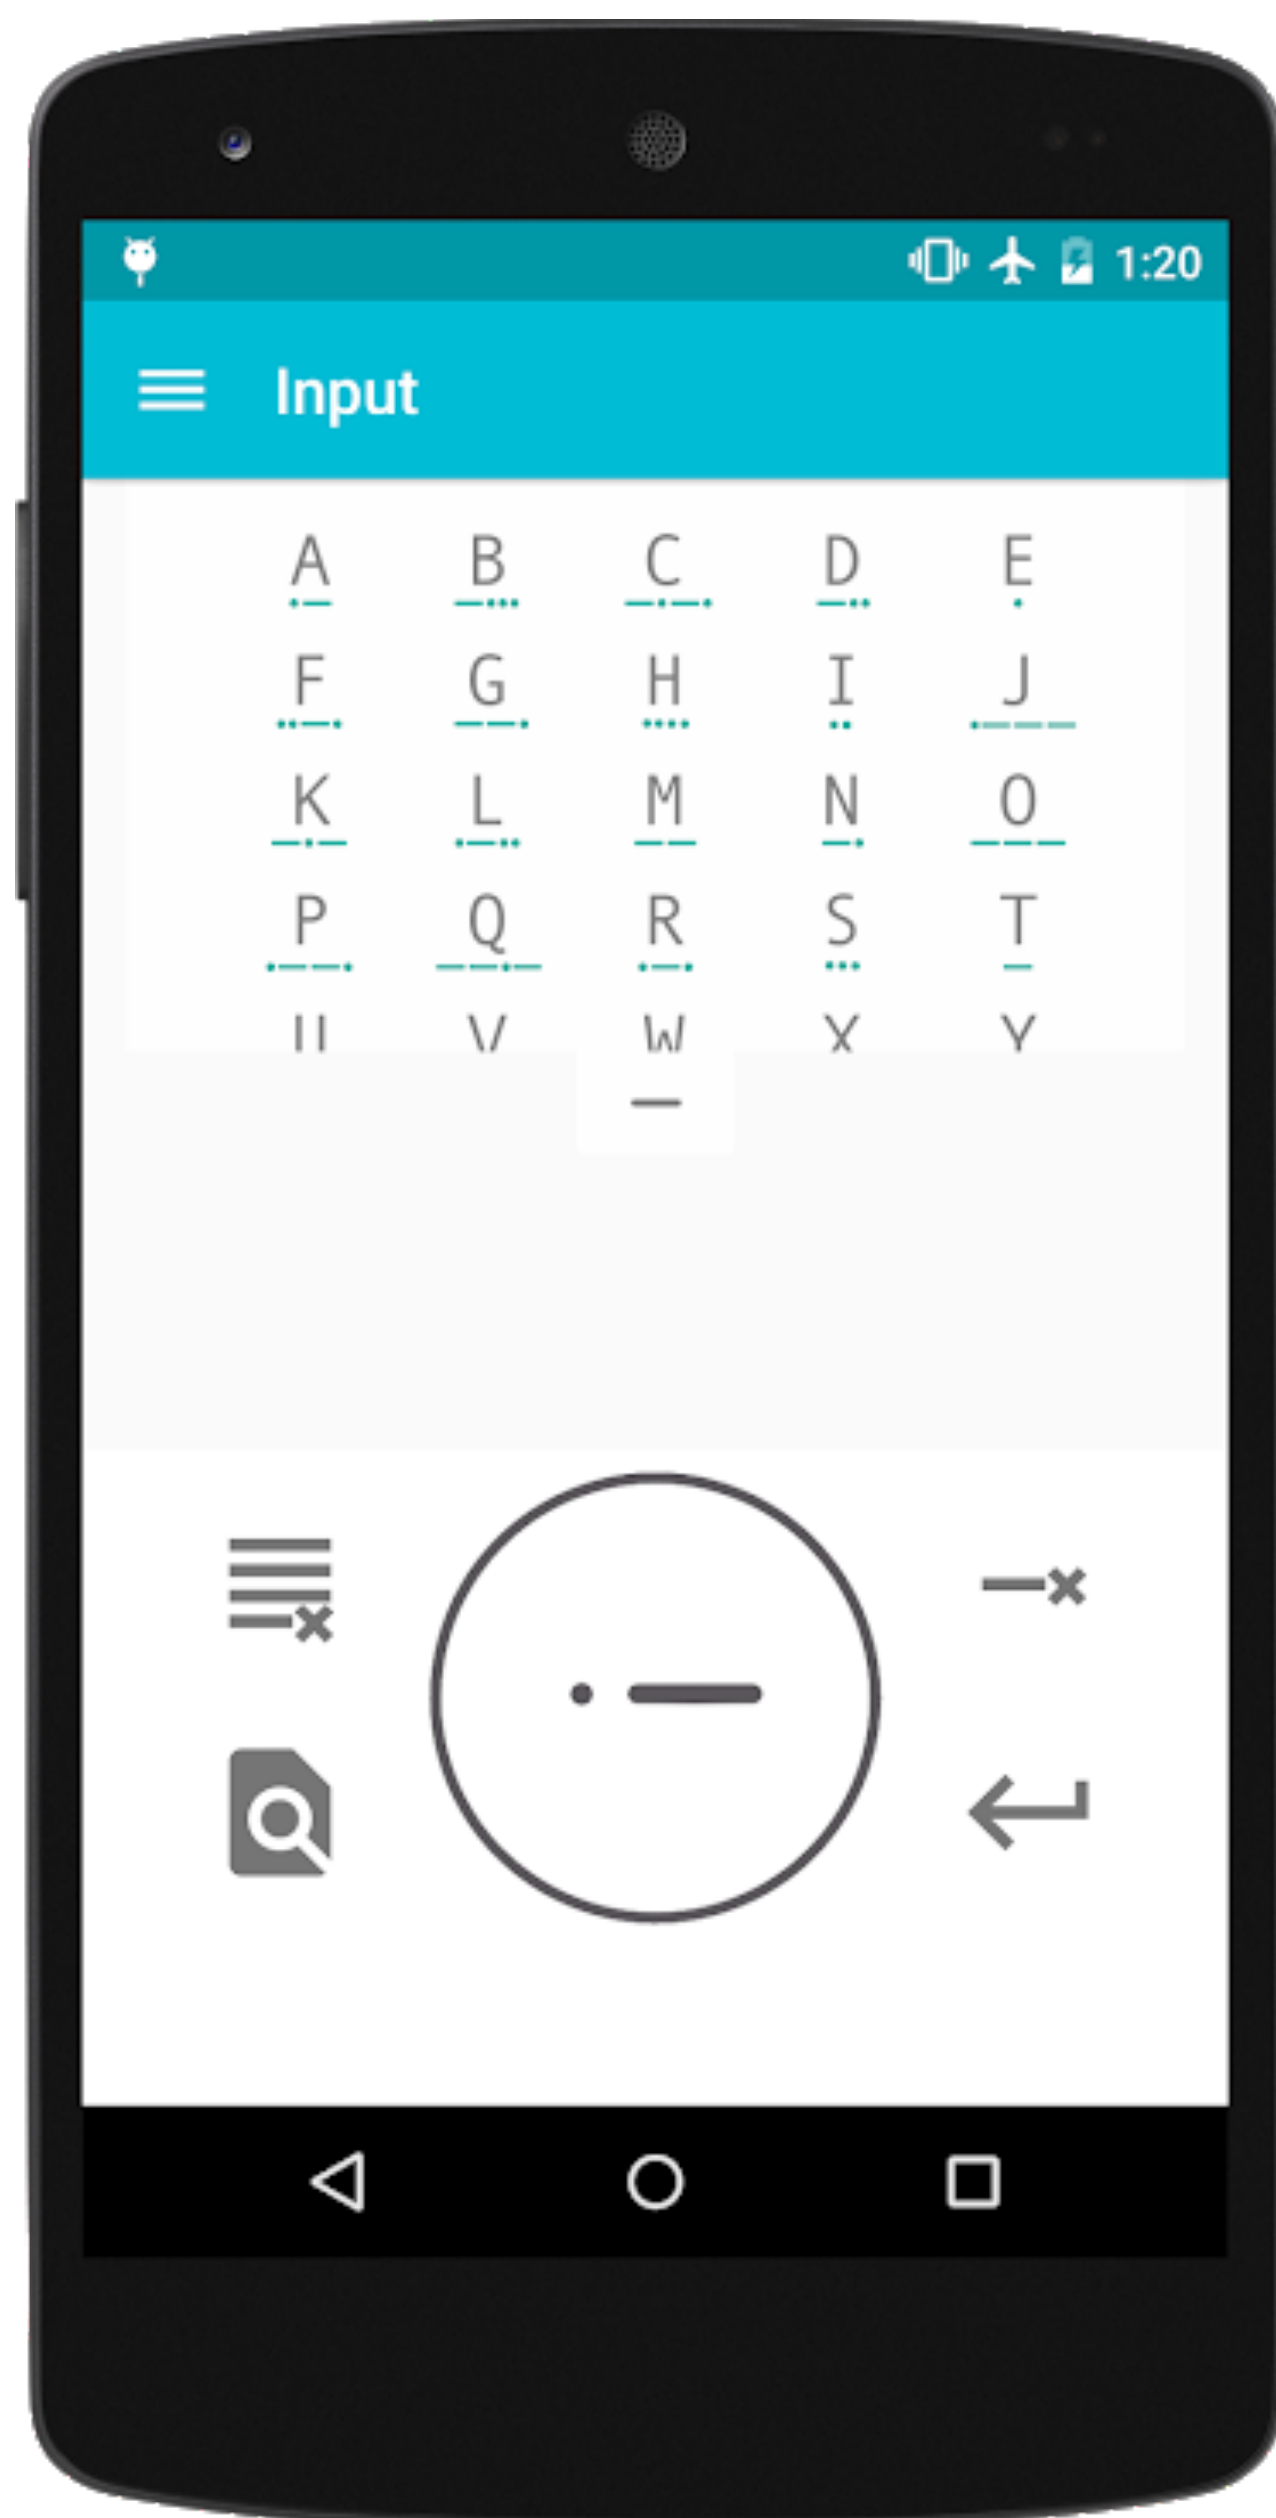 1:20
Input
A B C D E
•— —••• —•—• —•• •
F G H I J
••—• ——• •••• •• •———
K L M N O
—•— •—•• —— —• ———
P Q R S T
•——• ——•— •—• ••• —
U V W X Y
—
•—